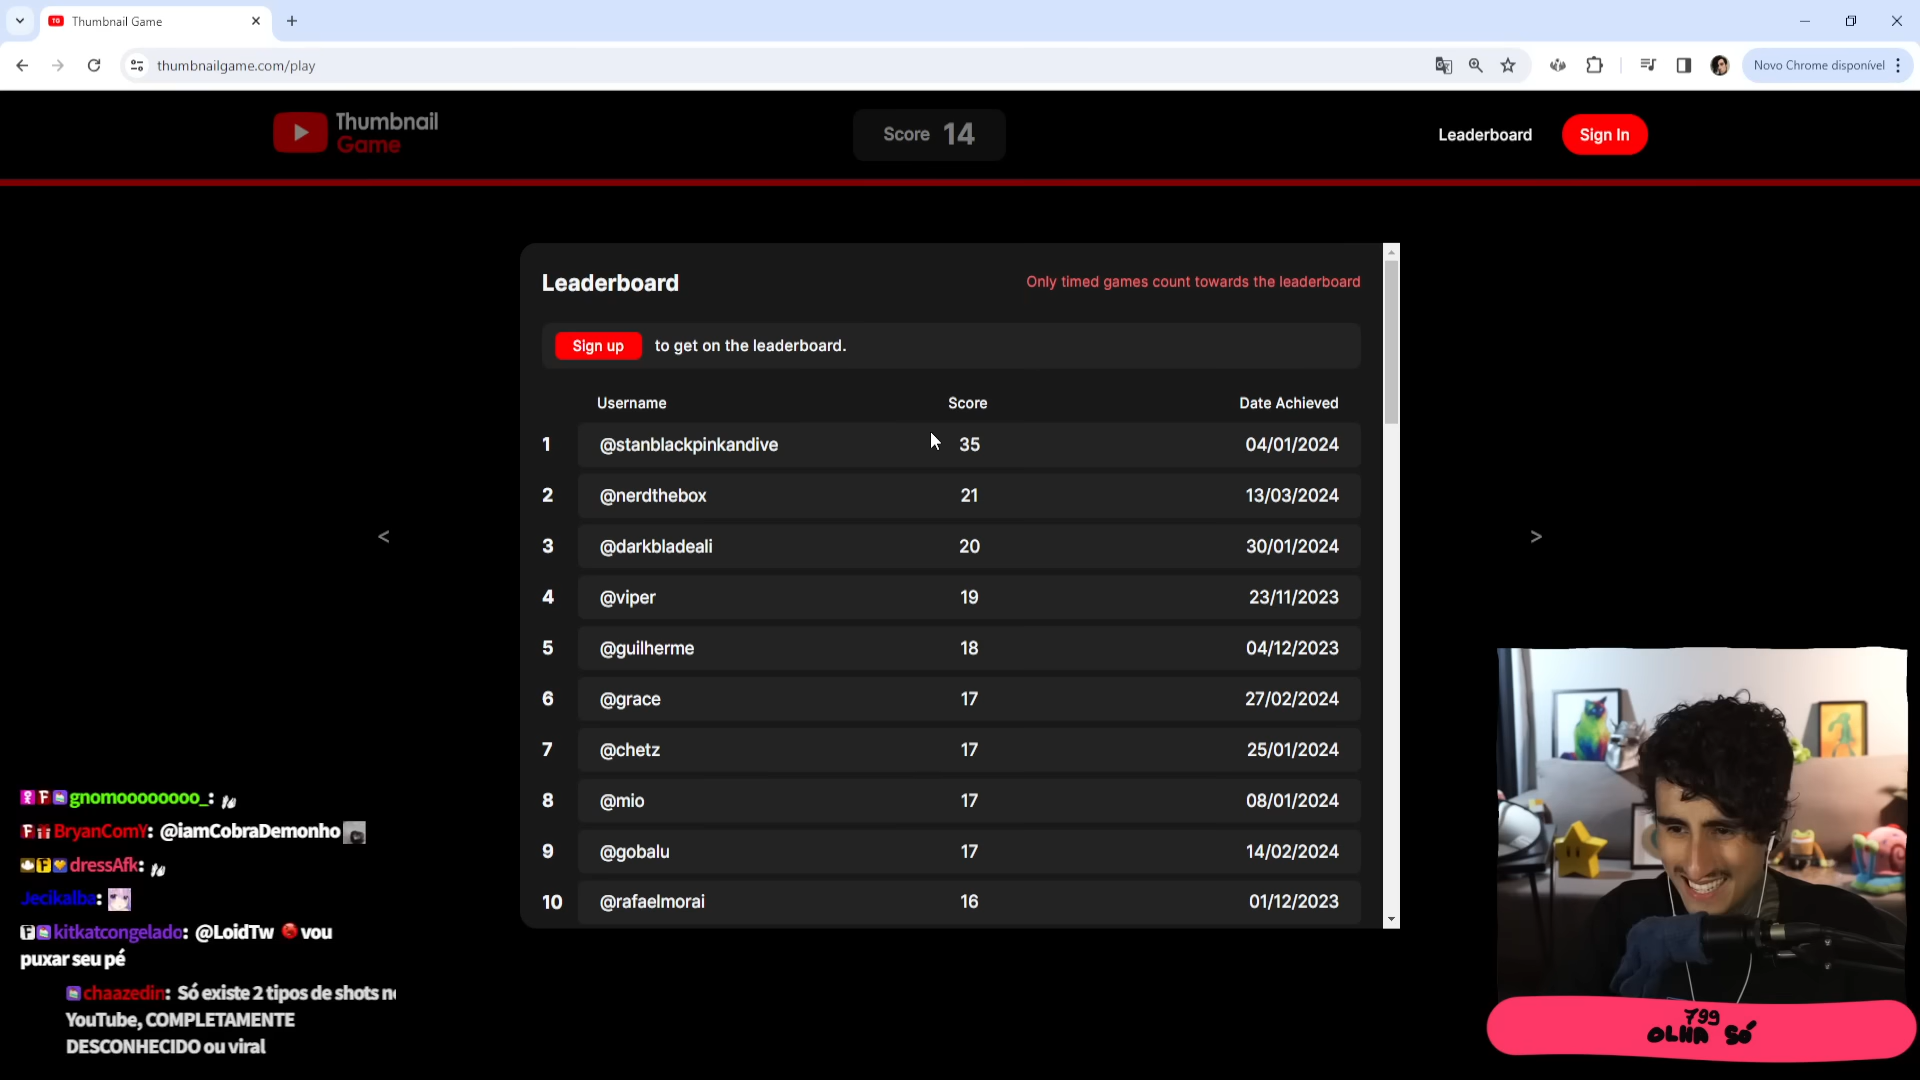 Thumbnail Game
thumbnailgame.com/play
Novo Chrome disponível
Thumbnail
Game
Score 14
Leaderboard
Sign In
Leaderboard
Only timed games count towards the leaderboard
Sign up to get on the leaderboard.
Username Score Date Achieved
1 @stanblackpinkandive 35 04/01/2024
2 @nerdthebox 21 13/03/2024
3 @darkbladeali 20 30/01/2024
4 @viper 19 23/11/2023
5 @guilherme 18 04/12/2023
6 @grace 17 27/02/2024
7 @chetz 17 25/01/2024
8 @mio 17 08/01/2024
9 @gobalu 17 14/02/2024
10 @rafaelmorai 16 01/12/2023
<
>
gnomoooooooo_:
BryanComY: @iamCobraDemonho
dressAfk:
Jecikalba:
kitkatcongelado: @LoidTw vou
puxar seu pé
chaazedin: Só existe 2 tipos de shots no
YouTube, COMPLETAMENTE
DESCONHECIDO ou viral
799
OLHA SÓ